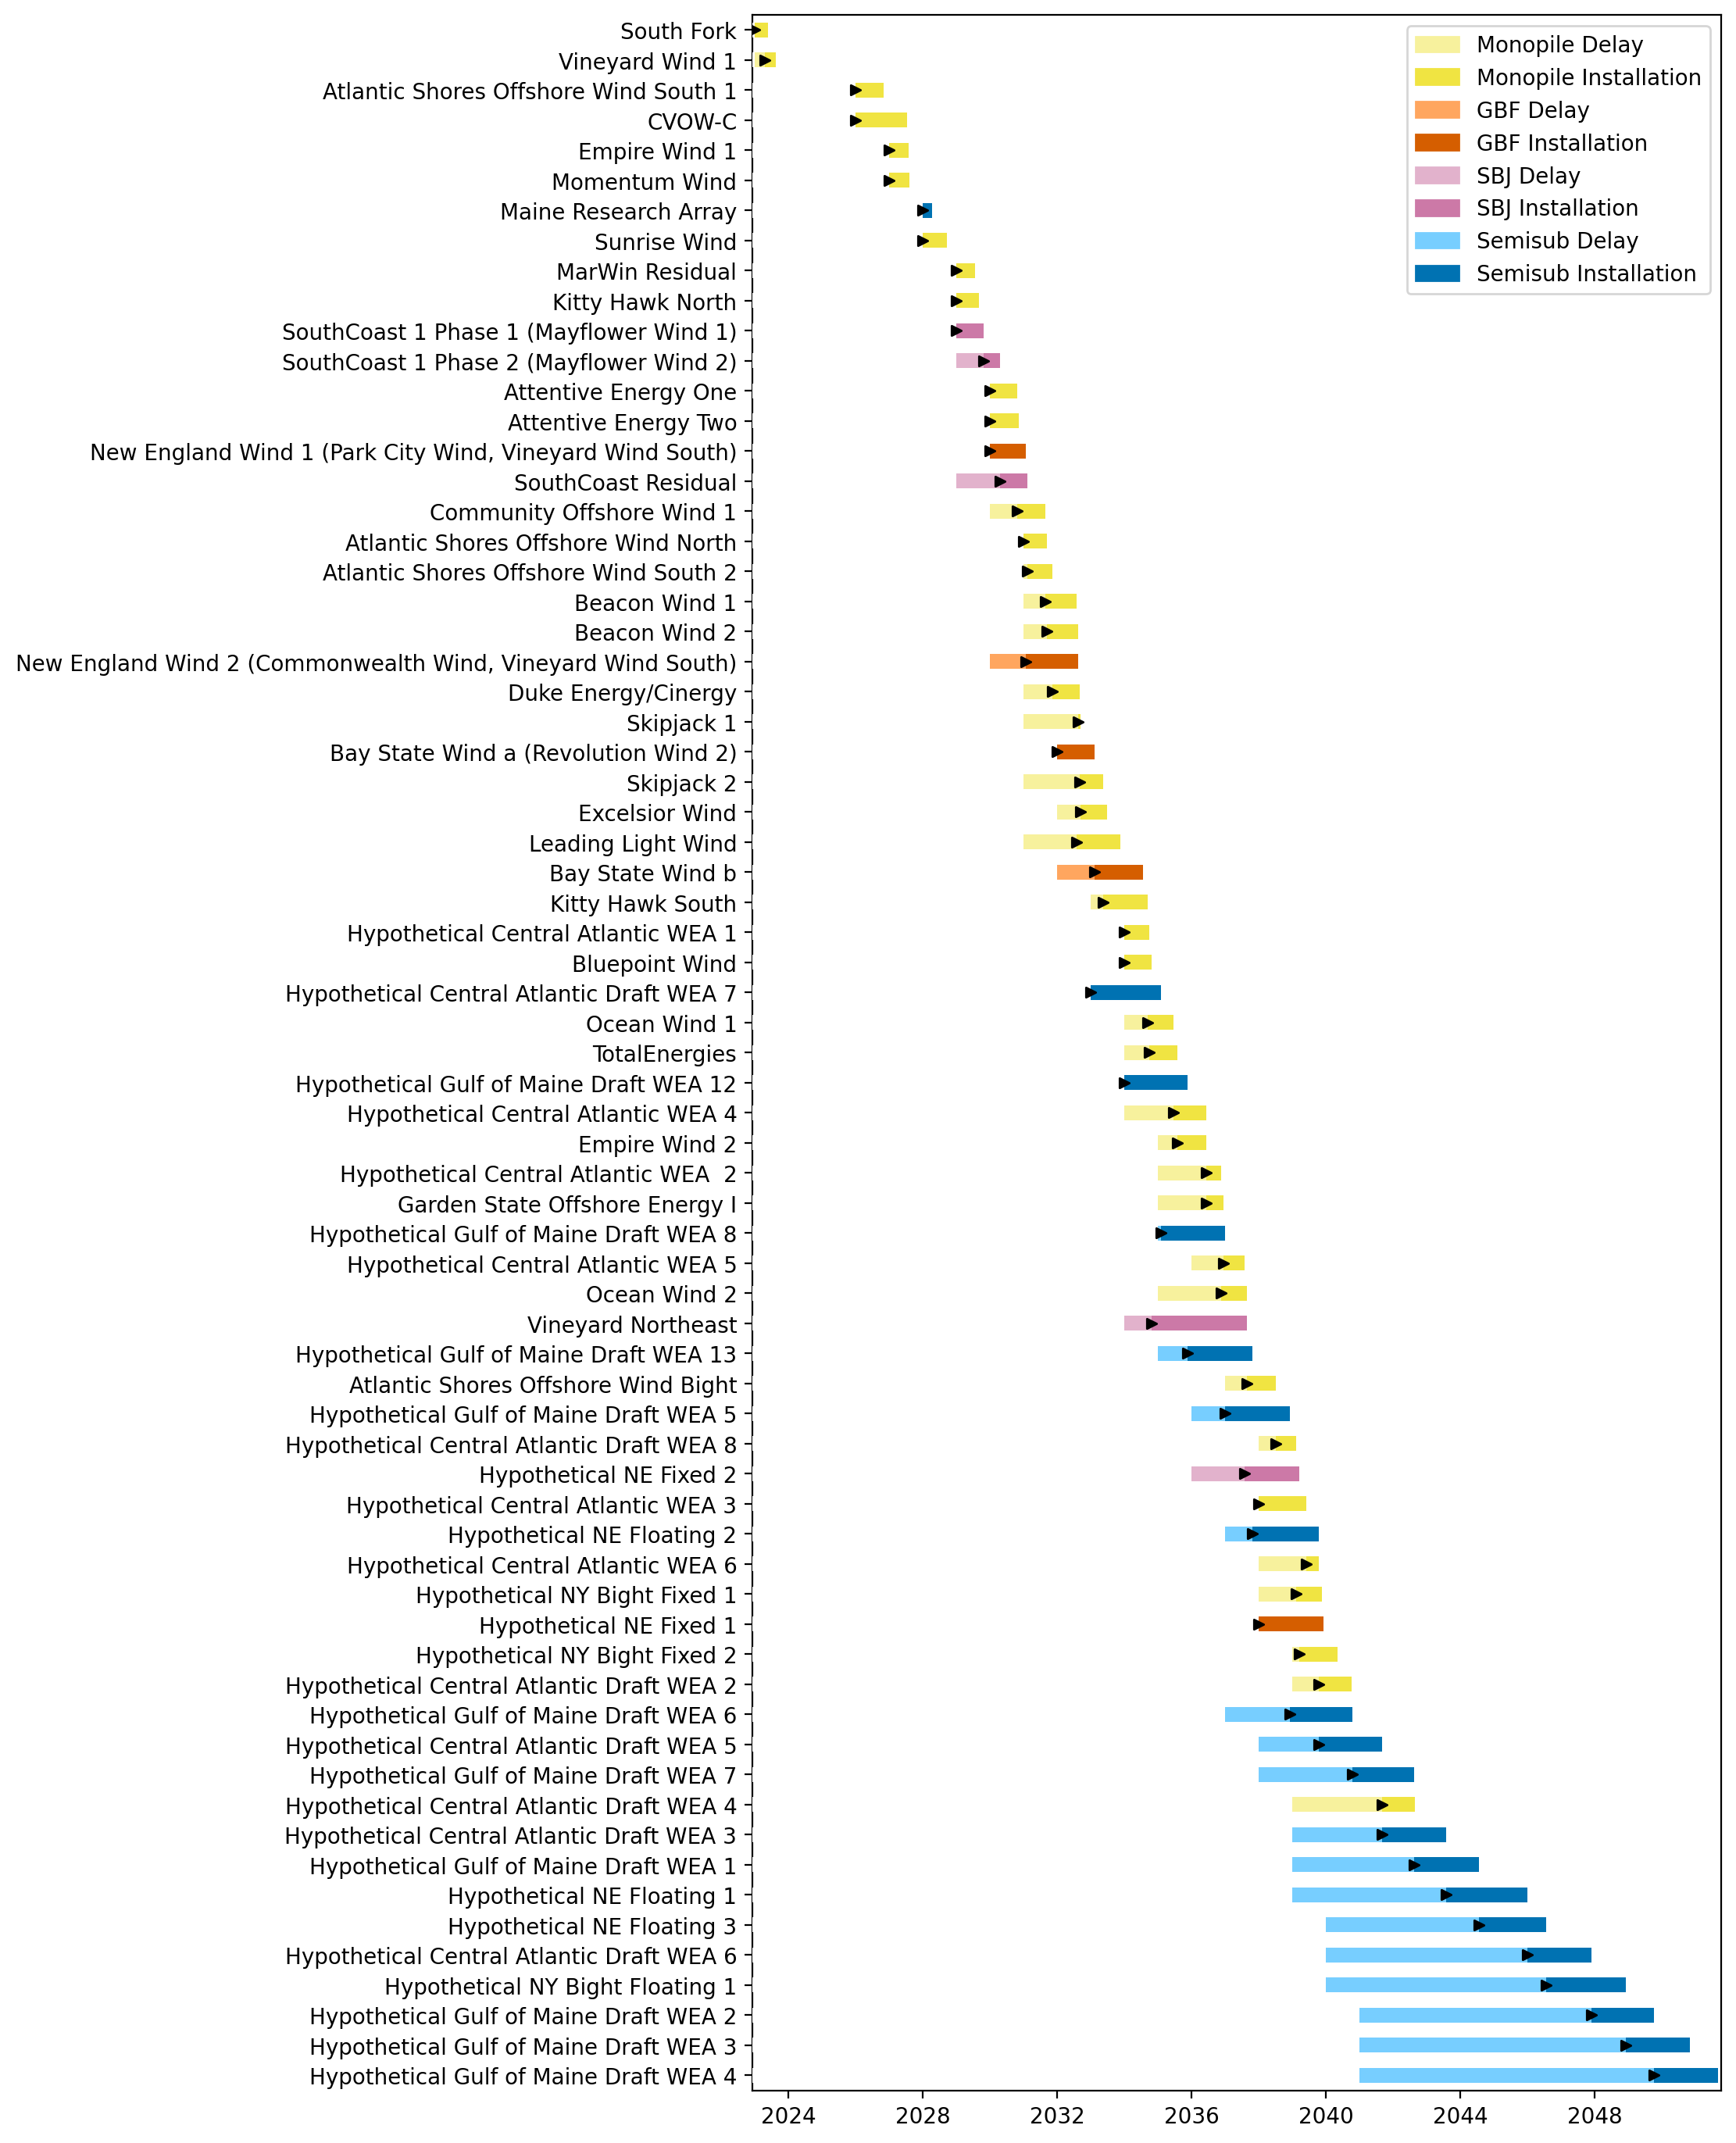 South Fork
Vineyard Wind 1
Atlantic Shores Offshore Wind South 1
CVOW-C
Empire Wind 1
Momentum Wind
Maine Research Array
Sunrise Wind
MarWin Residual
Kitty Hawk North
SouthCoast 1 Phase 1 (Mayflower Wind 1)
SouthCoast 1 Phase 2 (Mayflower Wind 2)
Attentive Energy One
Attentive Energy Two
New England Wind 1 (Park City Wind, Vineyard Wind South)
SouthCoast Residual
Community Offshore Wind 1
Atlantic Shores Offshore Wind North
Atlantic Shores Offshore Wind South 2
Beacon Wind 1
Beacon Wind 2
New England Wind 2 (Commonwealth Wind, Vineyard Wind South)
Duke Energy/Cinergy
Skipjack 1
Bay State Wind a (Revolution Wind 2)
Skipjack 2
Excelsior Wind
Leading Light Wind
Bay State Wind b
Kitty Hawk South
Hypothetical Central Atlantic WEA 1
Bluepoint Wind
Hypothetical Central Atlantic Draft WEA 7
Ocean Wind 1
TotalEnergies
Hypothetical Gulf of Maine Draft WEA 12
Hypothetical Central Atlantic WEA 4
Empire Wind 2
Hypothetical Central Atlantic WEA  2
Garden State Offshore Energy I
Hypothetical Gulf of Maine Draft WEA 8
Hypothetical Central Atlantic WEA 5
Ocean Wind 2
Vineyard Northeast
Hypothetical Gulf of Maine Draft WEA 13
Atlantic Shores Offshore Wind Bight
Hypothetical Gulf of Maine Draft WEA 5
Hypothetical Central Atlantic Draft WEA 8
Hypothetical NE Fixed 2
Hypothetical Central Atlantic WEA 3
Hypothetical NE Floating 2
Hypothetical Central Atlantic WEA 6
Hypothetical NY Bight Fixed 1
Hypothetical NE Fixed 1
Hypothetical NY Bight Fixed 2
Hypothetical Central Atlantic Draft WEA 2
Hypothetical Gulf of Maine Draft WEA 6
Hypothetical Central Atlantic Draft WEA 5
Hypothetical Gulf of Maine Draft WEA 7
Hypothetical Central Atlantic Draft WEA 4
Hypothetical Central Atlantic Draft WEA 3
Hypothetical Gulf of Maine Draft WEA 1
Hypothetical NE Floating 1
Hypothetical NE Floating 3
Hypothetical Central Atlantic Draft WEA 6
Hypothetical NY Bight Floating 1
Hypothetical Gulf of Maine Draft WEA 2
Hypothetical Gulf of Maine Draft WEA 3
Hypothetical Gulf of Maine Draft WEA 4
Monopile Delay
Monopile Installation
GBF Delay
GBF Installation
SBJ Delay
SBJ Installation
Semisub Delay
Semisub Installation
2024 2028 2032 2036 2040 2044 2048